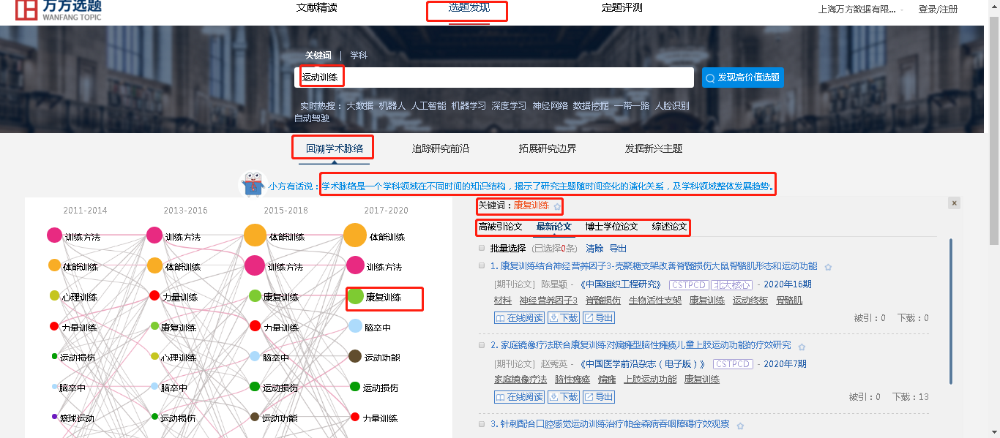 万方选题
WANFANG TOPIC
文献精读 选题发现 定题评测 上海万方数据有限... 登录/注册
关键词 | 学科
运动训练 发现高价值选题
实时热搜： 大数据 机器人 人工智能 机器学习 深度学习 神经网络 数据挖掘 一带一路 人脸识别
自动驾驶
回溯学术脉络 追踪研究前沿 拓展研究边界 发掘新兴主题
小方有话说：学术脉络是一个学科领域在不同时间的知识结构，揭示了研究主题随时间变化的演化关系，及学科领域整体发展趋势。
2011-2014 2013-2016 2015-2018 2017-2020
训练方法 训练方法 体能训练 体能训练
体能训练 体能训练 训练方法 训练方法
心理训练 力量训练 康复训练 康复训练
力量训练 康复训练 力量训练 脑卒中
运动损伤 心理训练 脑卒中 运动功能
脑卒中 脑卒中 运动损伤 运动损伤
篮球运动 运动损伤 运动功能 力量训练
关键词：康复训练
高被引论文 最新论文 博士学位论文 综述论文
批量选择 (已选择0条) 清除 导出
1. 康复训练结合神经营养因子3-壳聚糖支架改善脊髓损伤大鼠骨骼肌形态和运动功能
[期刊论文] 陈星颖 - 《中国组织工程研究》 CSTPCD 北大核心 - 2020年16期
材料 神经营养因子3 脊髓损伤 生物活性支架 康复训练 运动终板 骨骼肌
在线阅读 下载 导出 被引：0 下载：0
2. 家庭镜像疗法联合康复训练对偏瘫型脑性瘫痪儿童上肢运动功能的疗效研究
[期刊论文] 赵秀英 - 《中国医学前沿杂志（电子版）》 CSTPCD - 2020年7期
家庭镜像疗法 脑性瘫痪 偏瘫 上肢运动功能 康复训练
在线阅读 下载 导出 被引：0 下载：13
3. 针刺配合口腔感觉运动训练治疗帕金森病吞咽障碍疗效观察